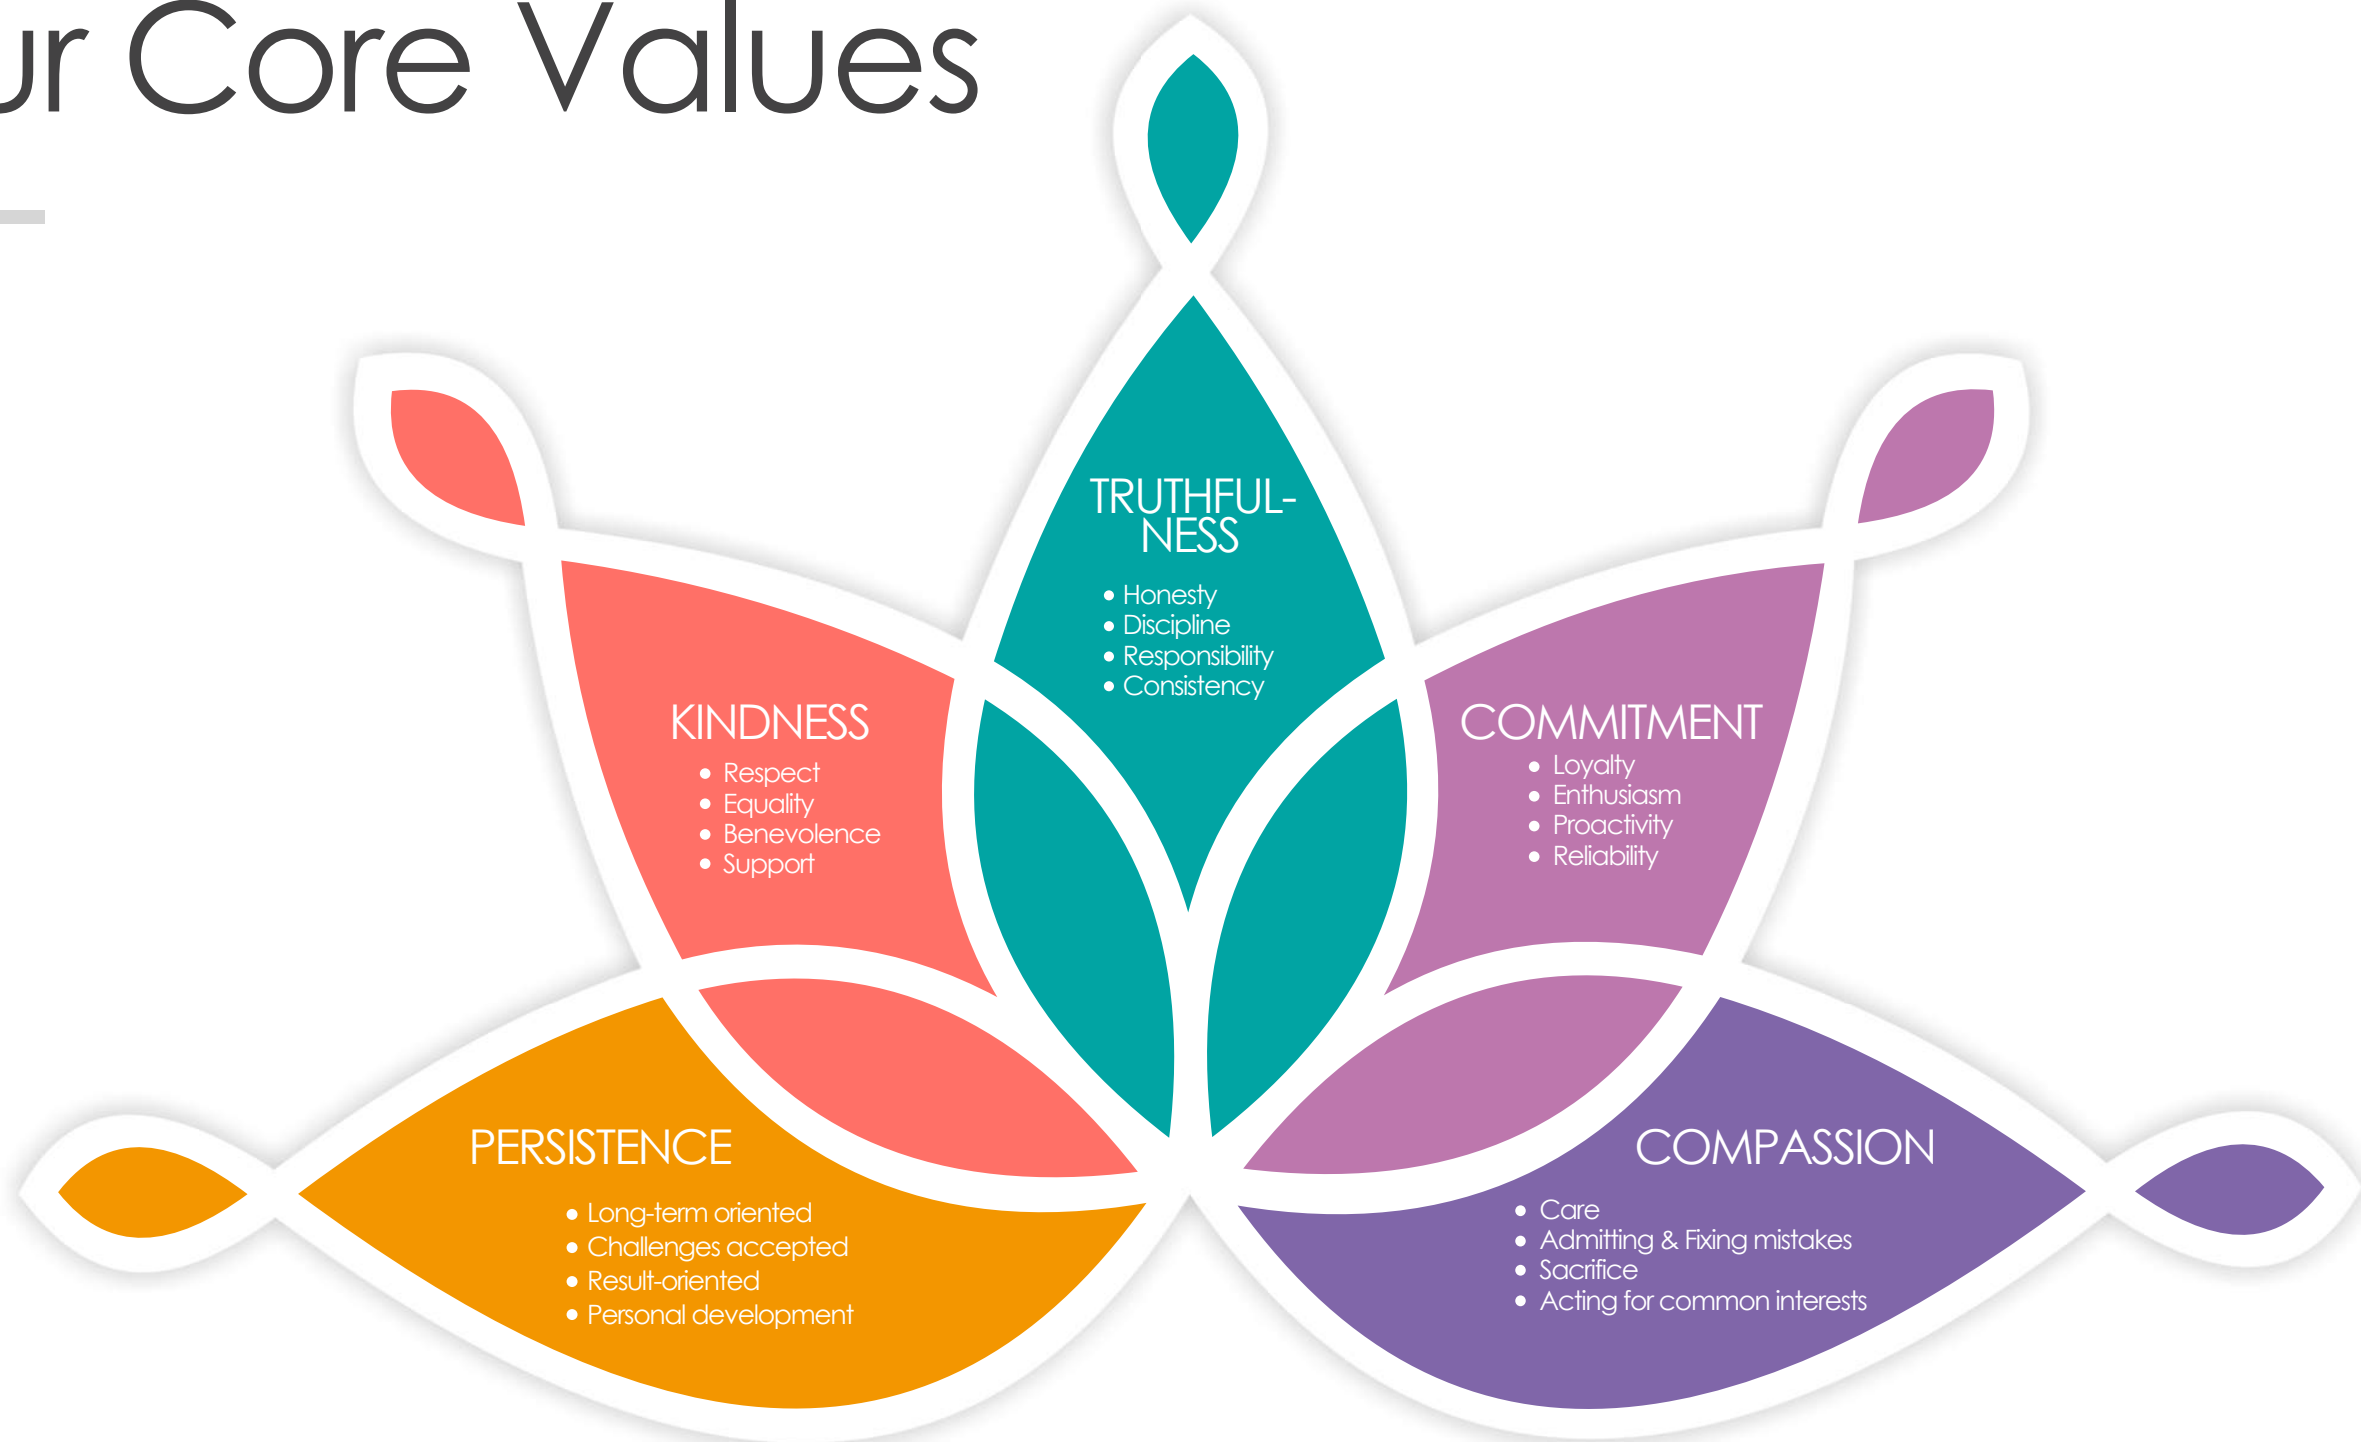 ur Core Values
TRUTHFUL-
NESS
• Honesty
• Discipline
• Responsibility
• Consistency
KINDNESS
• Respect
• Equality
• Benevolence
• Support
COMMITMENT
• Loyalty
• Enthusiasm
• Proactivity
• Reliability
PERSISTENCE
• Long-term oriented
• Challenges accepted
• Result-oriented
• Personal development
COMPASSION
• Care
• Admitting & Fixing mistakes
• Sacrifice
• Acting for common interests